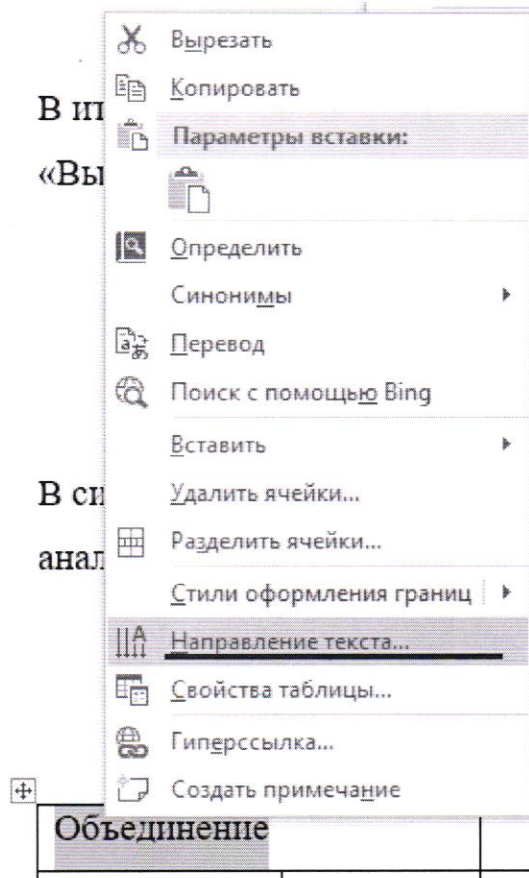 Вырезать
Копировать
В ит
Параметры вставки:
«Вы
Определить
Синонимы
Перевод
Поиск с помощью Bing
Вставить
В си
Удалить ячейки...
Разделить ячейки...
анал
Стили оформления границ
Направление текста...
Свойства таблицы...
Гиперссылка...
Создать примечание
Объединение